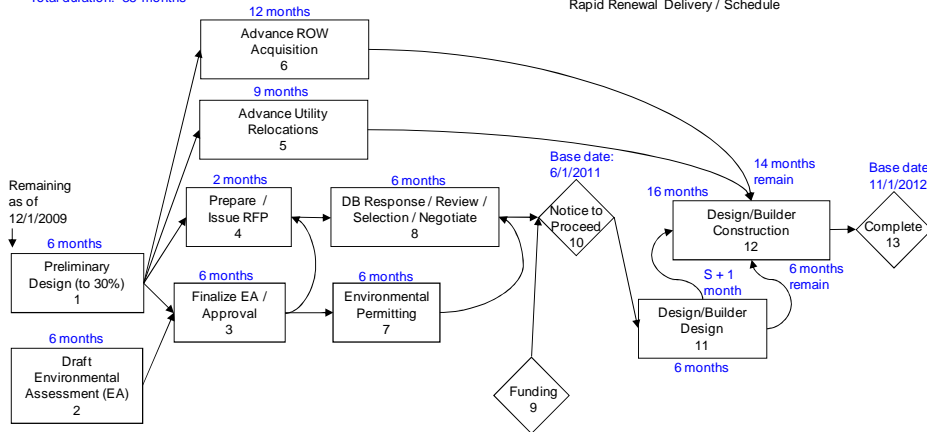 Total duration: months
Rapid Renewal Delivery / Schedule
12 months
Advance ROW
Acquisition
6
9 months
Advance Utility
Relocations
5
Remaining
as of
12/1/2009
6 months
Preliminary
Design (to 30%)
1
6 months
Draft
Environmental
Assessment (EA)
2
2 months
Prepare /
Issue RFP
4
6 months
Finalize EA /
Approval
3
6 months
DB Response / Review /
Selection / Negotiate
8
6 months
Environmental
Permitting
7
Base date:
6/1/2011
Notice to
Proceed
10
Funding
9
14 months
remain
16 months
Design/Builder
Construction
12
S + 1
month
6 months
remain
Design/Builder
Design
11
6 months
Base date:
11/1/2012
Complete
13